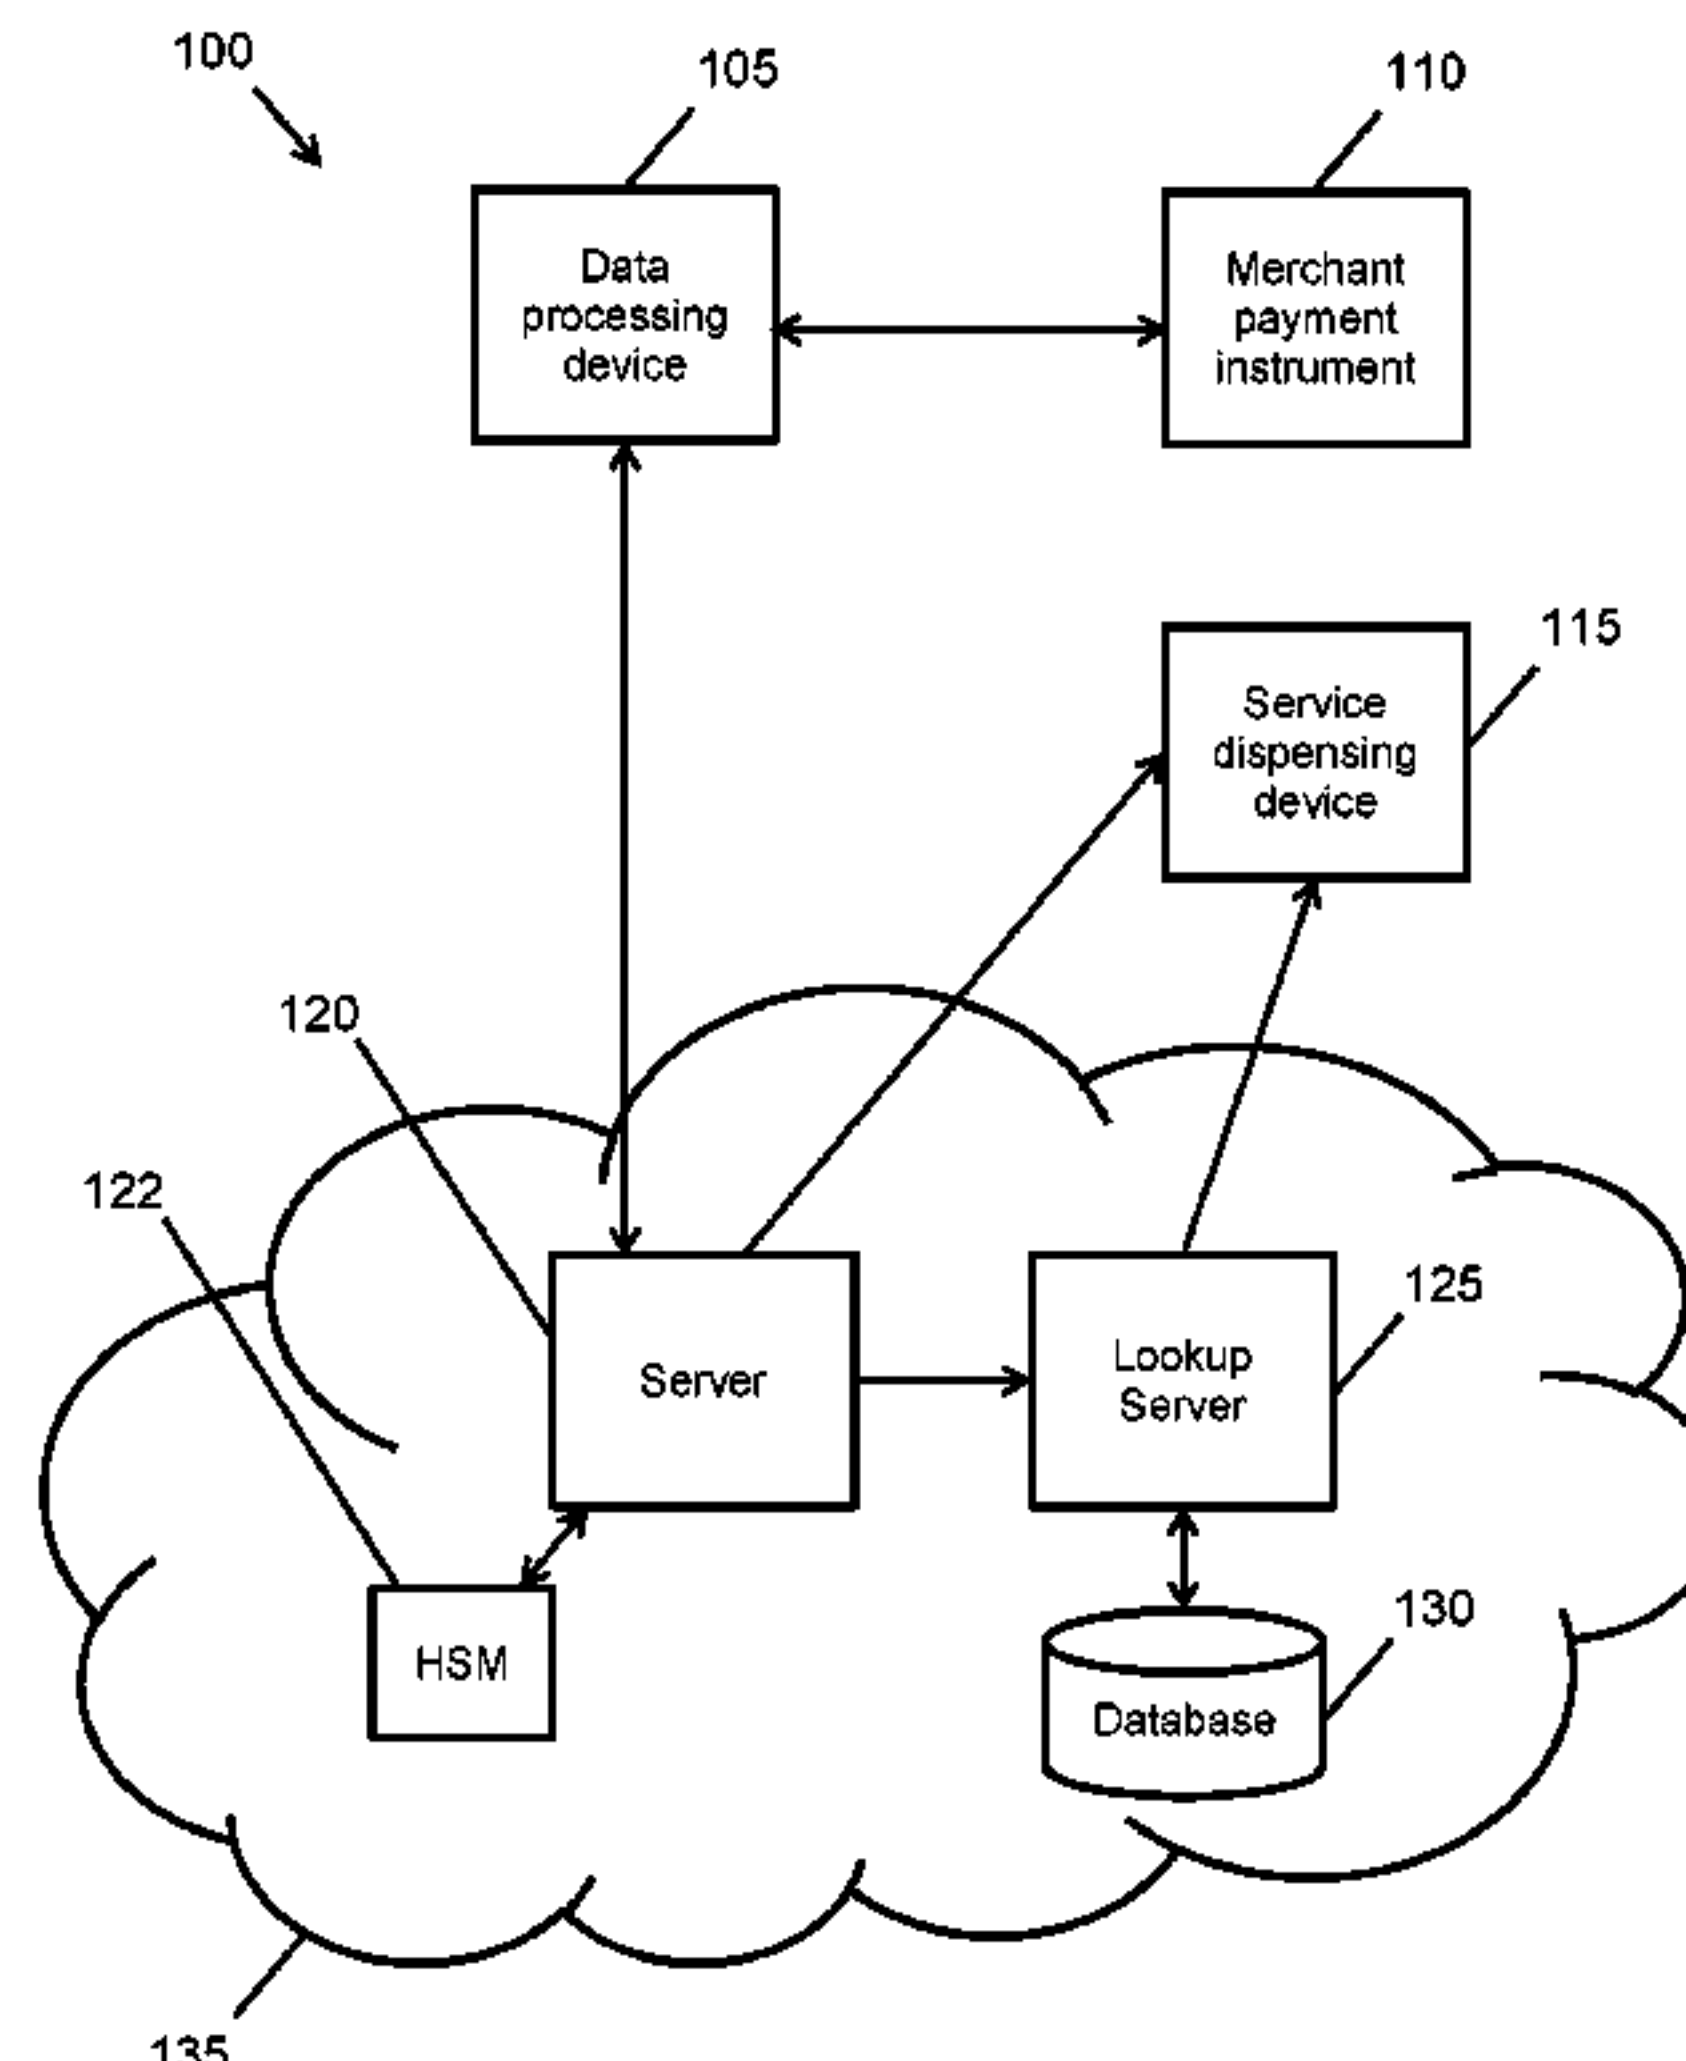 100
105
110
Data
processing
device
Merchant
payment
instrument
115
Service
dispensing
device
120
122
125
Server
Lookup
Server
HSM
130
Database
135